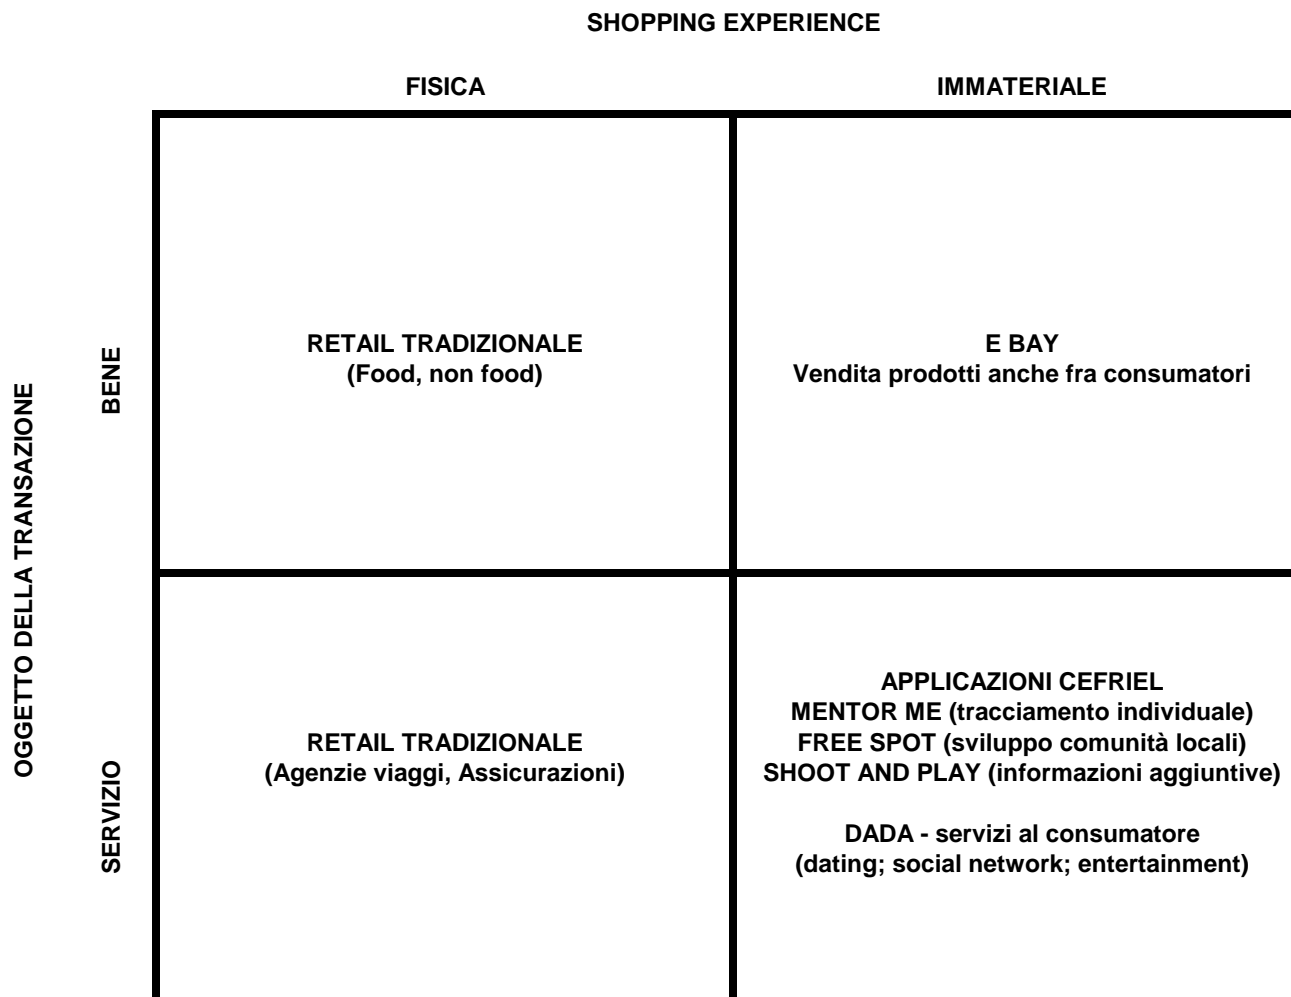 SHOPPING EXPERIENCE
FISICA
IMMATERIALE
OGGETTO DELLA TRANSAZIONE
BENE
RETAIL TRADIZIONALE
(Food, non food)
E BAY
Vendita prodotti anche fra consumatori
SERVIZIO
RETAIL TRADIZIONALE
(Agenzie viaggi, Assicurazioni)
APPLICAZIONI CEFRIEL
MENTOR ME (tracciamento individuale)
FREE SPOT (sviluppo comunità locali)
SHOOT AND PLAY (informazioni aggiuntive)
DADA - servizi al consumatore
(dating; social network; entertainment)